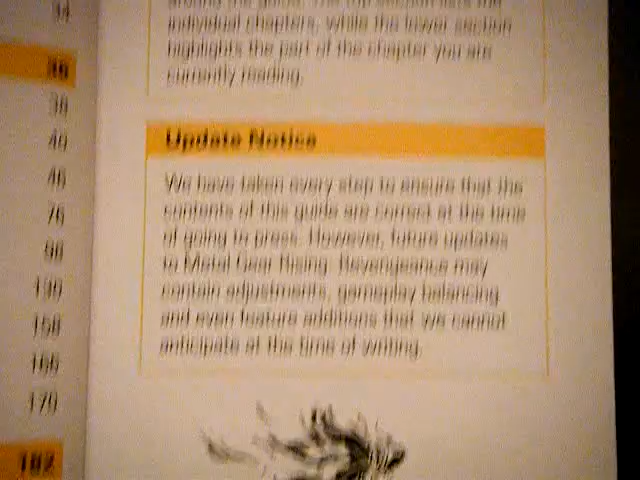 individual chapters, while the lower section
highlights the part of the chapter you are
currently reading.
Update Notice
We have taken every step to ensure that the
contents of this guide are correct at the time
of going to press. However, future updates
to Metal Gear Rising: Revengeance may
contain adjustments, gameplay balancing
and even feature additions that we cannot
anticipate at the time of writing.
34
36
38
40
46
76
98
158
166
179
182